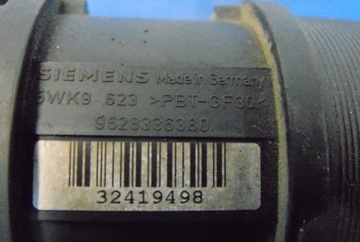 SIEMENS Made in Germany
5WK9 623 >PBT-GF30<
9628336380
32419498